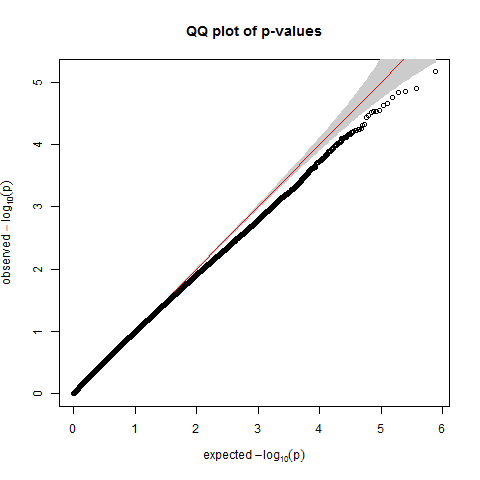 QQ plot of p-values
observed −log10(p)
5
4
3
2
1
0
0 1 2 3 4 5 6
expected −log10(p)